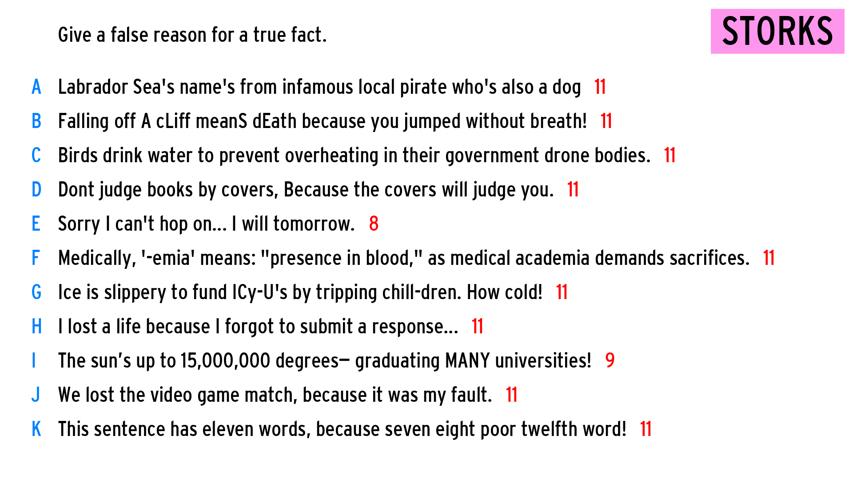 Give a false reason for a true fact.
STORKS
A Labrador Sea's name's from infamous local pirate who's also a dog 11
B Falling off A cLiff meanS dEath because you jumped without breath! 11
C Birds drink water to prevent overheating in their government drone bodies. 11
D Dont judge books by covers, Because the covers will judge you. 11
E Sorry I can't hop on... I will tomorrow. 8
F Medically, '-emia' means: "presence in blood," as medical academia demands sacrifices. 11
G Ice is slippery to fund ICy-U's by tripping chill-dren. How cold! 11
H I lost a life because I forgot to submit a response... 11
I The sun’s up to 15,000,000 degrees— graduating MANY universities! 9
J We lost the video game match, because it was my fault. 11
K This sentence has eleven words, because seven eight poor twelfth word! 11